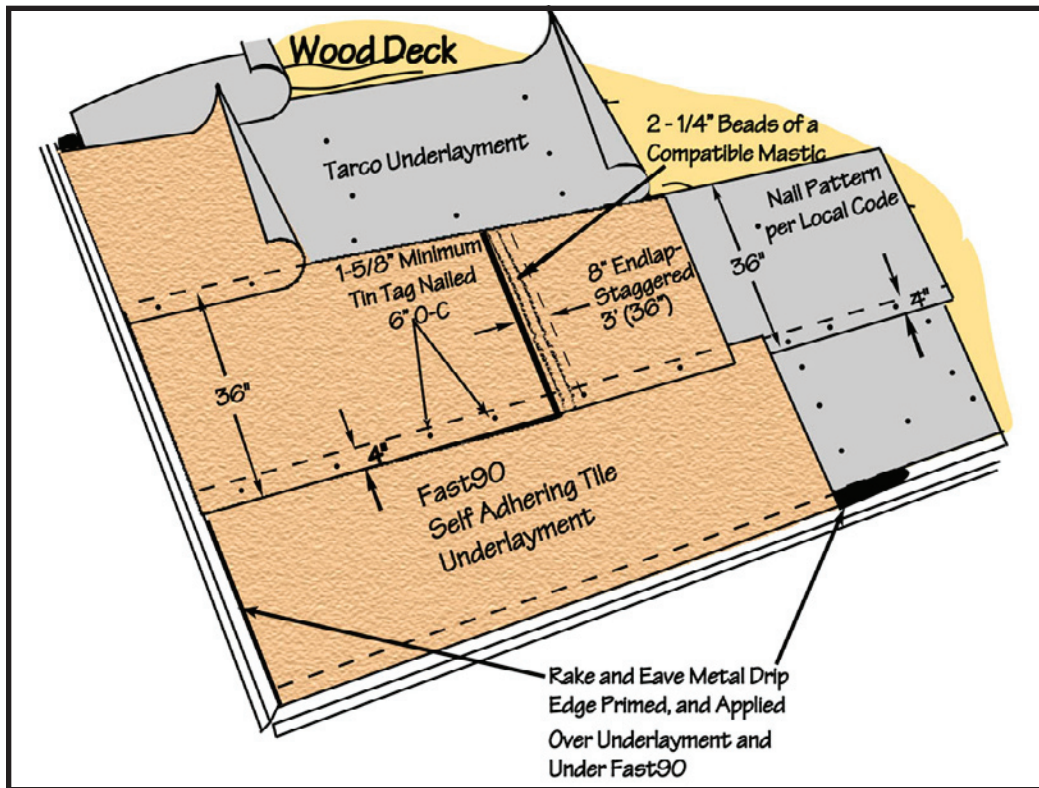 Wood Deck
Tarco Underlayment
2 - 1/4" Beads of a
Compatible Mastic
Nail Pattern
per Local Code
36"
4"
1-5/8" Minimum
Tin Tag Nailed
6" O-C
8" Endlap-
Staggered
3' (36")
36"
4"
Fast90
Self Adhering Tile
Underlayment
Rake and Eave Metal Drip
Edge Primed, and Applied
Over Underlayment and
Under Fast90